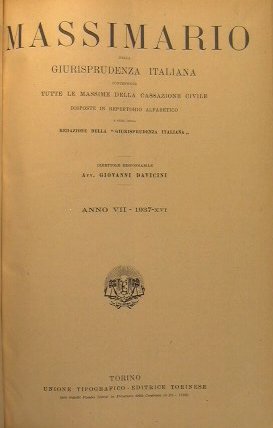 MASSIMARIO
DELLA
GIURISPRUDENZA ITALIANA
CONTENENTE
TUTTE LE MASSIME DELLA CASSAZIONE CIVILE
DISPOSTE IN REPERTORIO ALFABETICO
A CURA DELLA
REDAZIONE DELLA "GIURISPRUDENZA ITALIANA"
DIRETTORE RESPONSABILE
AVV. GIOVANNI DAVICINI
ANNO VII - 1937-XVI
TORINO
UNIONE TIPOGRAFICO-EDITRICE TORINESE